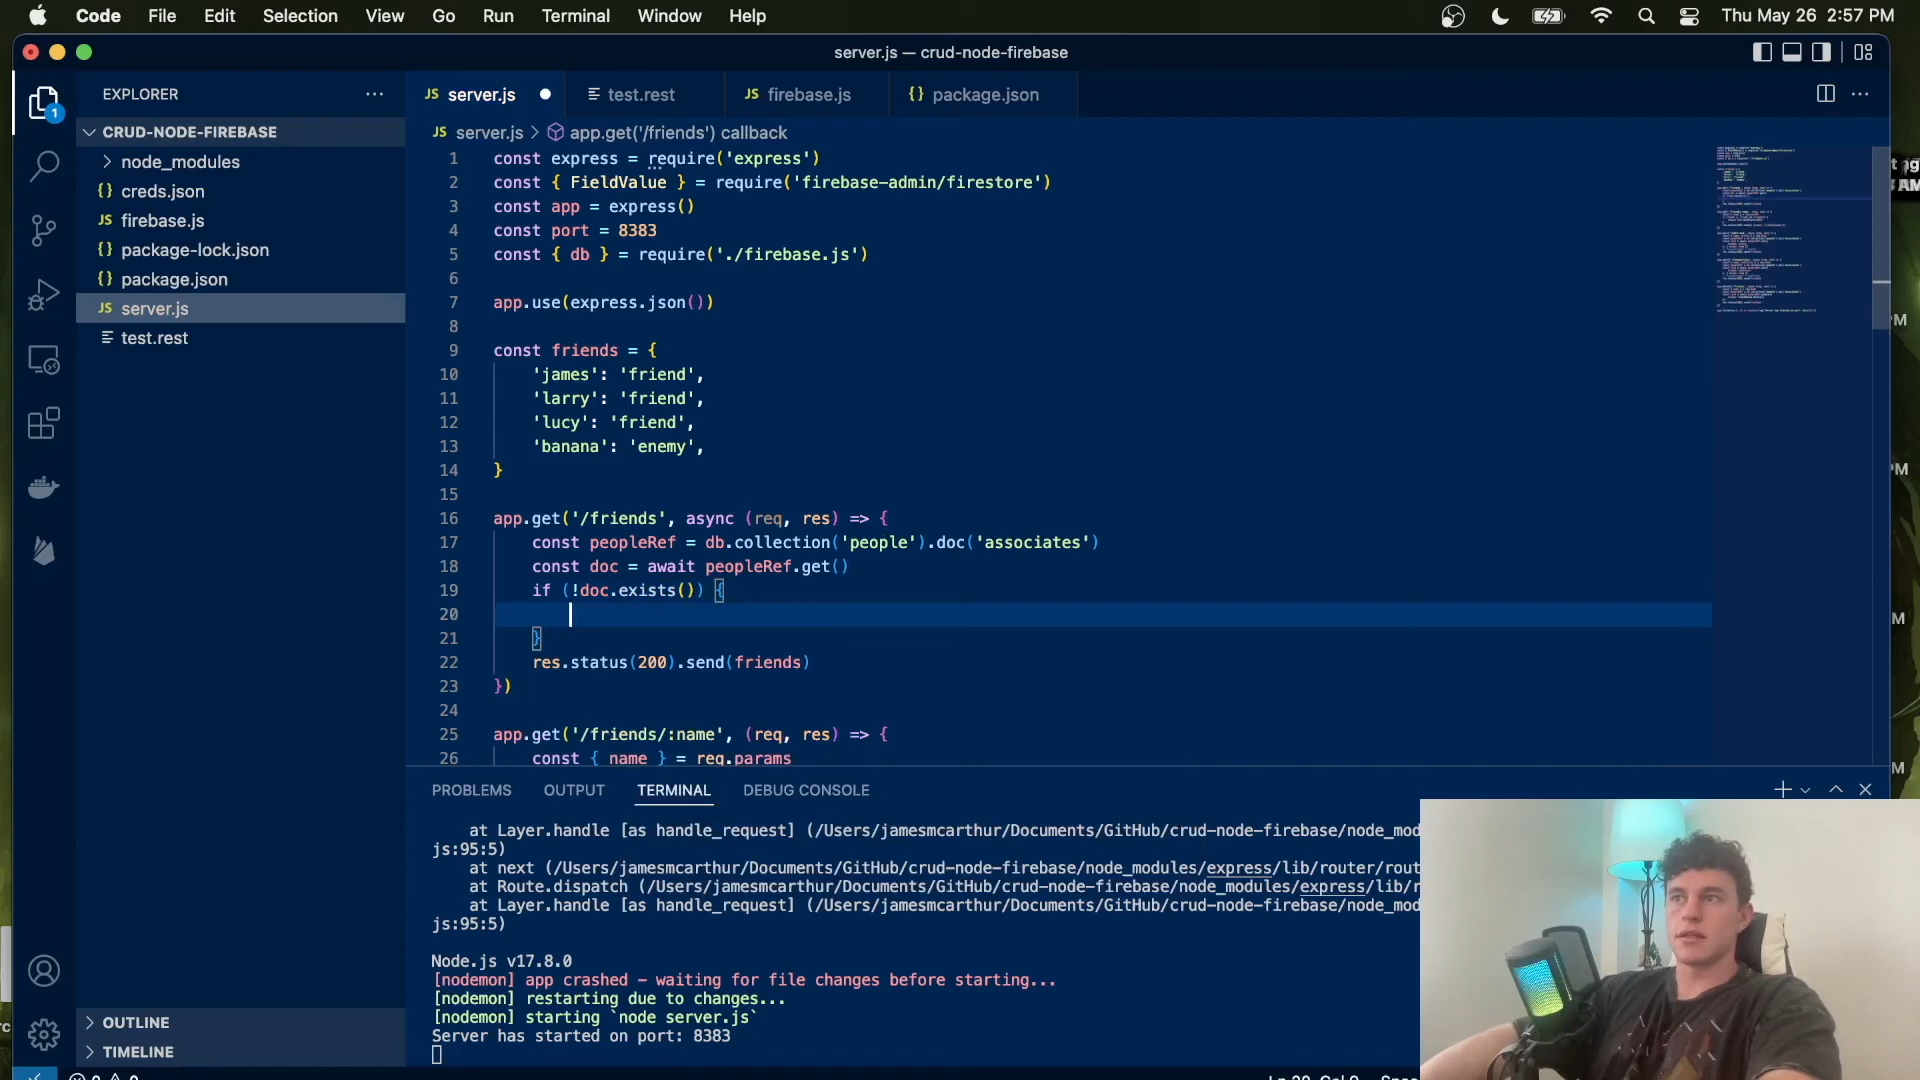 Code File Edit Selection View Go Run Terminal Window Help Thu May 26 2:57 PM
server.js — crud-node-firebase
EXPLORER
1
CRUD-NODE-FIREBASE
node_modules
{} creds.json
JS firebase.js
{} package-lock.json
{} package.json
JS server.js
test.rest
OUTLINE
TIMELINE
JS server.js test.rest JS firebase.js {} package.json
JS server.js > app.get('/friends') callback
1 const express = require('express')
2 const { FieldValue } = require('firebase-admin/firestore')
3 const app = express()
4 const port = 8383
5 const { db } = require('./firebase.js')
6
7 app.use(express.json())
8
9 const friends = {
10 'james': 'friend',
11 'larry': 'friend',
12 'lucy': 'friend',
13 'banana': 'enemy',
14 }
15
16 app.get('/friends', async (req, res) => {
17 const peopleRef = db.collection('people').doc('associates')
18 const doc = await peopleRef.get()
19 if (!doc.exists()) {
20
21 }
22 res.status(200).send(friends)
23 })
24
25 app.get('/friends/:name', (req, res) => {
26 const { name } = req.params
PROBLEMS OUTPUT TERMINAL DEBUG CONSOLE
at Layer.handle [as handle_request] (/Users/jamesmcarthur/Documents/GitHub/crud-node-firebase/node_mod
js:95:5)
at next (/Users/jamesmcarthur/Documents/GitHub/crud-node-firebase/node_modules/express/lib/router/rout
at Route.dispatch (/Users/jamesmcarthur/Documents/GitHub/crud-node-firebase/node_modules/express/lib/r
at Layer.handle [as handle_request] (/Users/jamesmcarthur/Documents/GitHub/crud-node-firebase/node_mod
js:95:5)
Node.js v17.8.0
[nodemon] app crashed - waiting for file changes before starting...
[nodemon] restarting due to changes...
[nodemon] starting `node server.js`
Server has started on port: 8383